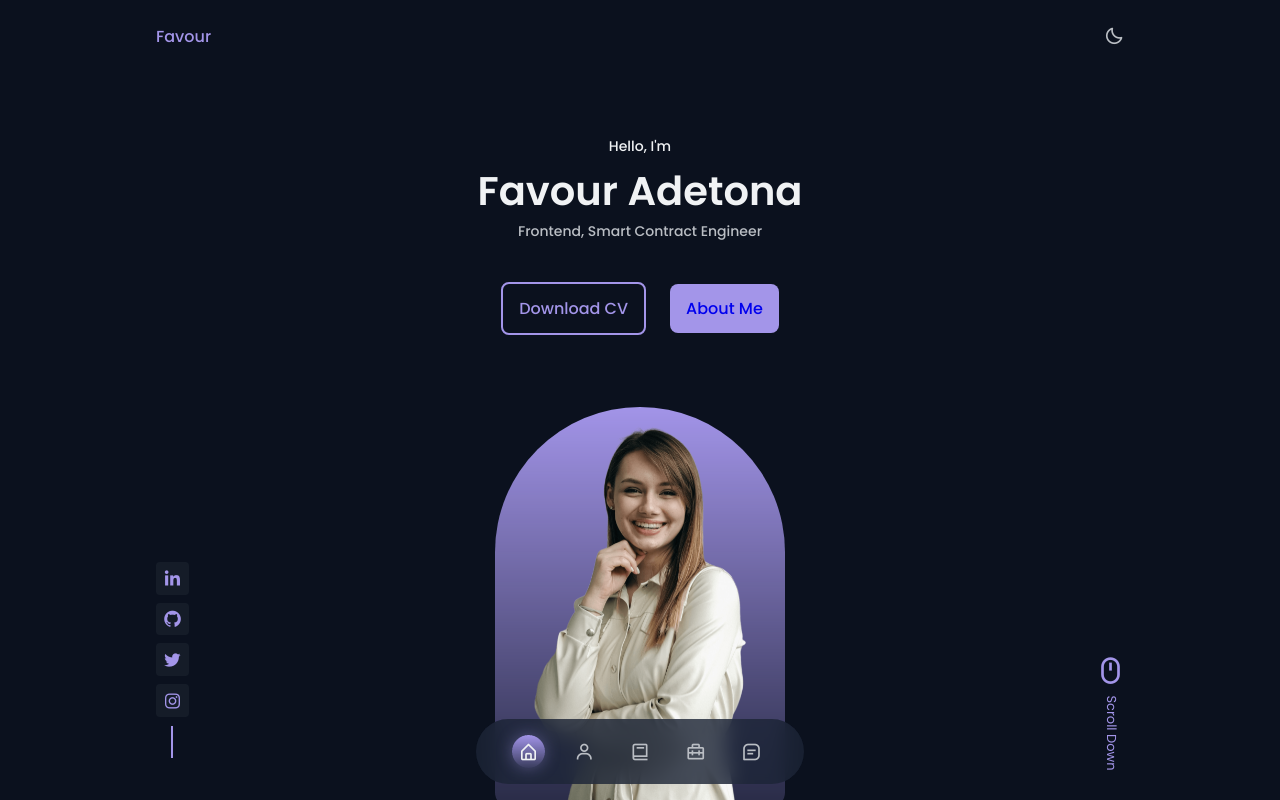 Favour
Hello, I'm
Favour Adetona
Frontend, Smart Contract Engineer
Download CV
About Me
Scroll Down